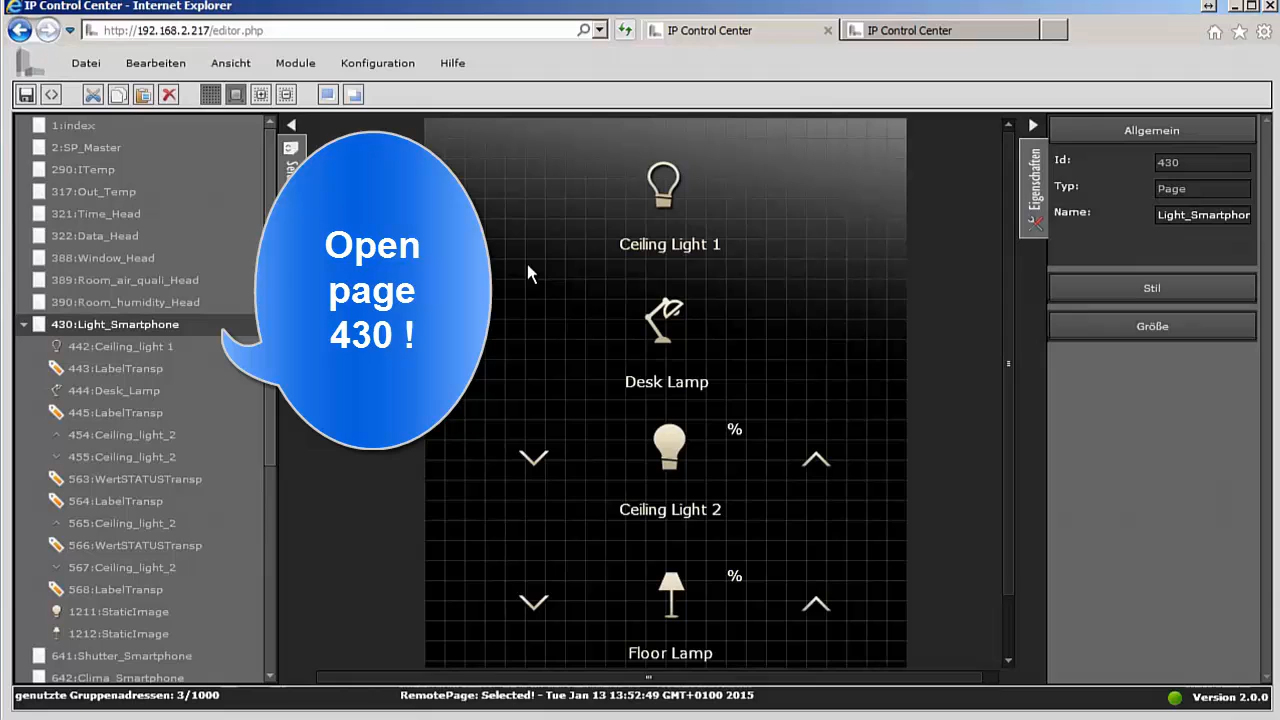 IP Control Center - Internet Explorer
http://192.168.2.217/editor.php
IP Control Center
IP Control Center
Datei Bearbeiten Ansicht Module Konfiguration Hilfe
1:index
2:SP_Master
290:ITemp
317:Out_Temp
321:Time_Head
322:Data_Head
388:Window_Head
389:Room_air_quali_Head
390:Room_humidity_Head
430:Light_Smartphone
442:Ceiling_light 1
443:LabelTransp
444:Desk_Lamp
445:LabelTransp
454:Ceiling_light_2
455:Ceiling_light_2
563:WertSTATUSTransp
564:LabelTransp
565:Ceiling_light_2
566:WertSTATUSTransp
567:Ceiling_light_2
568:LabelTransp
1211:StaticImage
1212:StaticImage
641:Shutter_Smartphone
642:Clima_Smartphone
Open
page
430 !
Ceiling Light 1
Desk Lamp
%
Ceiling Light 2
%
Floor Lamp
Eigenschaften
Allgemein
Id: 430
Typ: Page
Name: Light_Smartphor
Stil
Größe
genutzte Gruppenadressen: 3/1000
RemotePage: Selected! - Tue Jan 13 13:52:49 GMT+0100 2015
Version 2.0.0